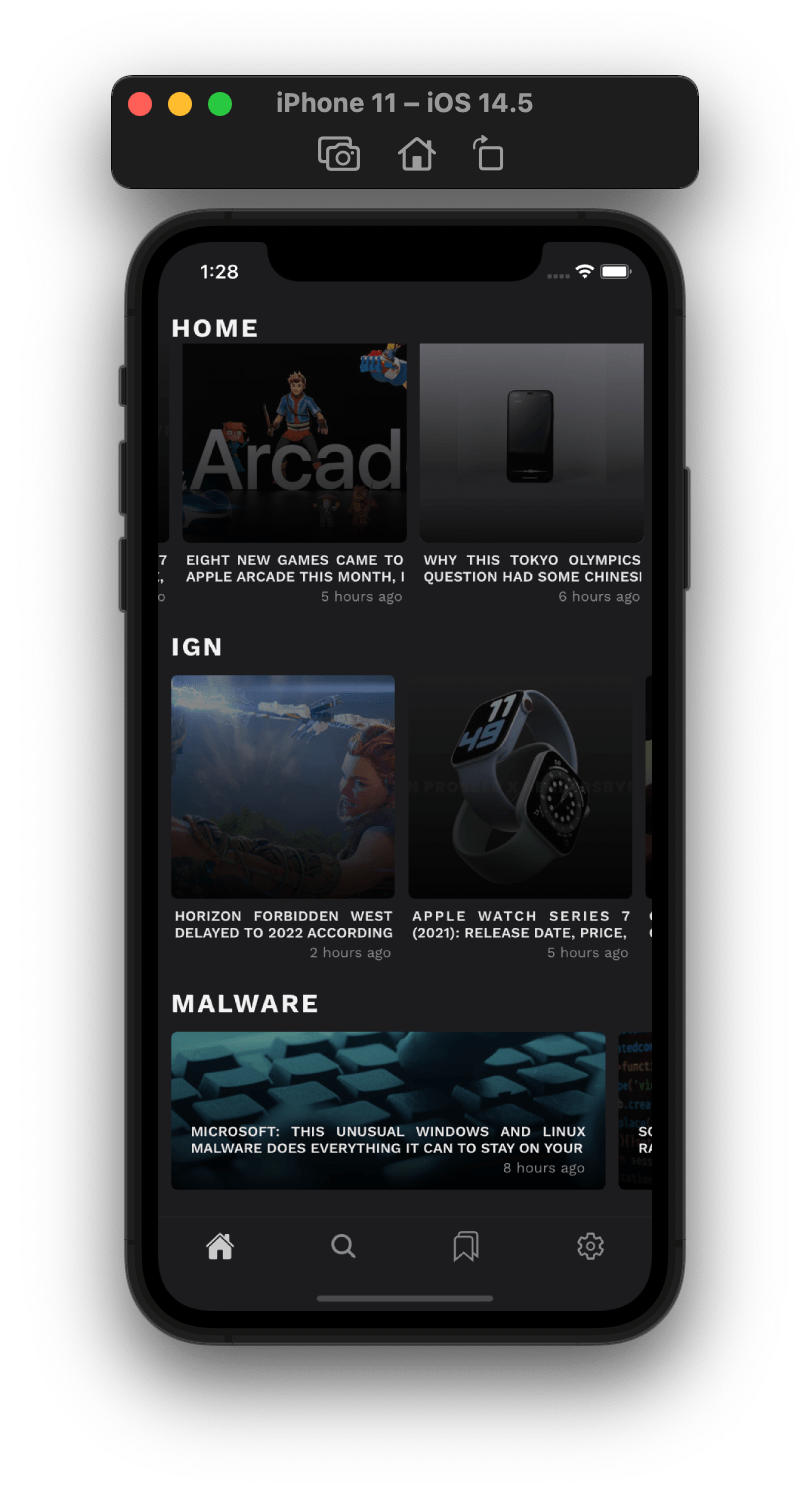 iPhone 11 – iOS 14.5
1:28
HOME
Arcad
7
EIGHT NEW GAMES CAME TO
APPLE ARCADE THIS MONTH, I
5 hours ago
WHY THIS TOKYO OLYMPICS
QUESTION HAD SOME CHINESI
6 hours ago
IGN
11
49
HORIZON FORBIDDEN WEST
DELAYED TO 2022 ACCORDING
2 hours ago
APPLE WATCH SERIES 7
(2021): RELEASE DATE, PRICE,
5 hours ago
MALWARE
MICROSOFT: THIS UNUSUAL WINDOWS AND LINUX
MALWARE DOES EVERYTHING IT CAN TO STAY ON YOUR
8 hours ago